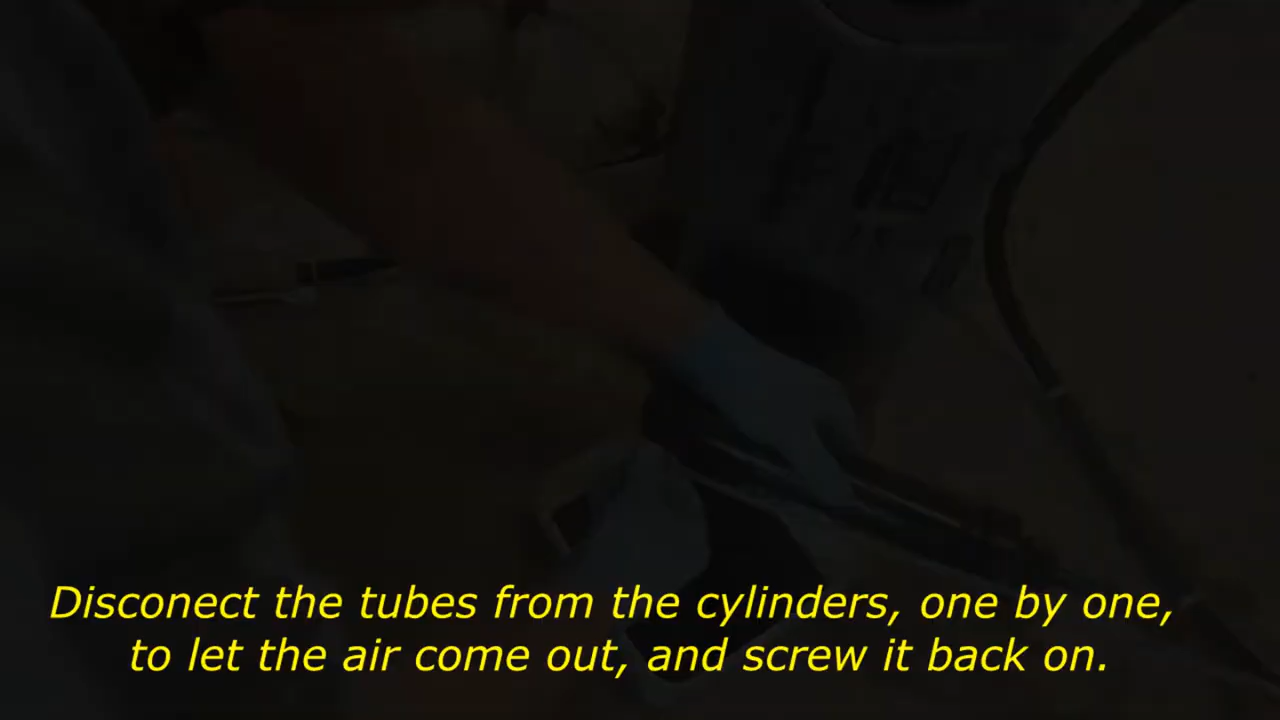 Disconect the tubes from the cylinders, one by one,
to let the air come out, and screw it back on.